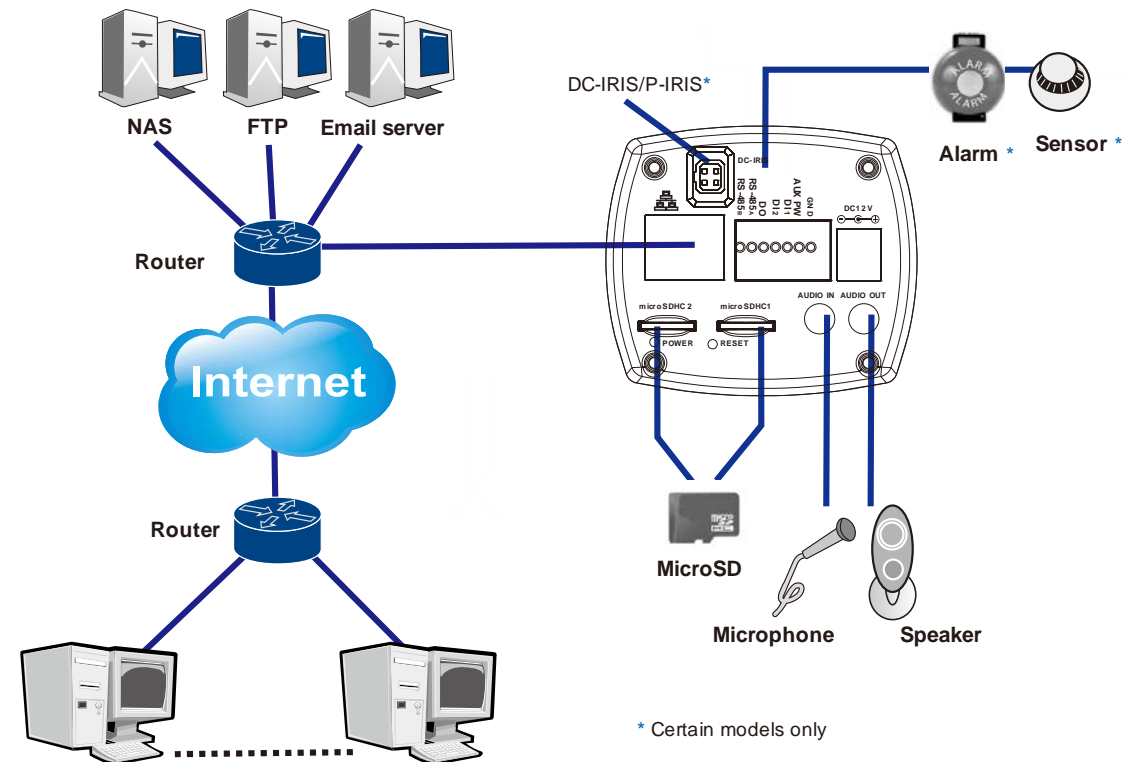 DC-IRIS/P-IRIS*
NAS
FTP
Email server
ALARM
ALARM
Alarm *
Sensor *
DC-IRIS
RS-485B
RS-485A
DO
DI2
DI1
AUX PW
GND
DC12V
Router
AUDIO IN
AUDIO OUT
microSDHC2
microSDHC1
POWER
RESET
Internet
Router
micro
MicroSD
Microphone
Speaker
* Certain models only